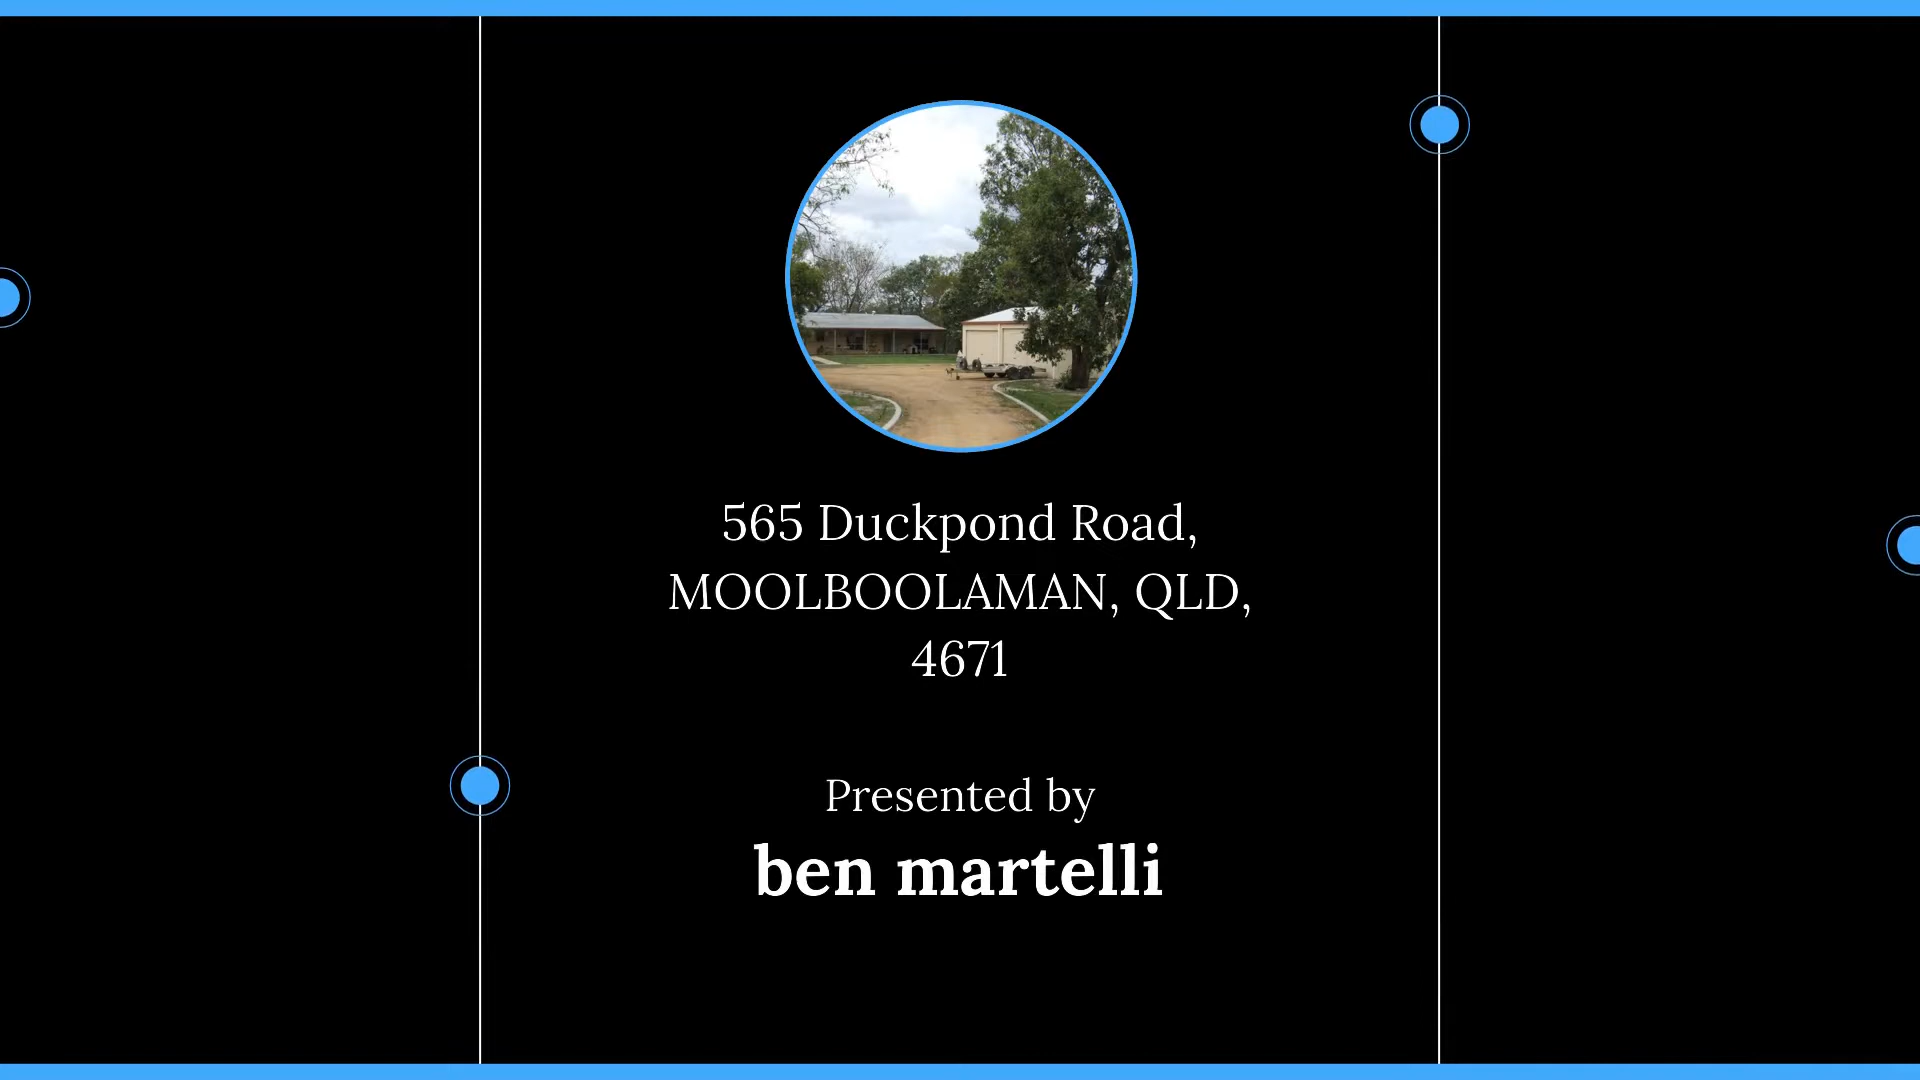 565 Duckpond Road,
MOOLBOOLAMAN, QLD,
4671
Presented by
ben martelli